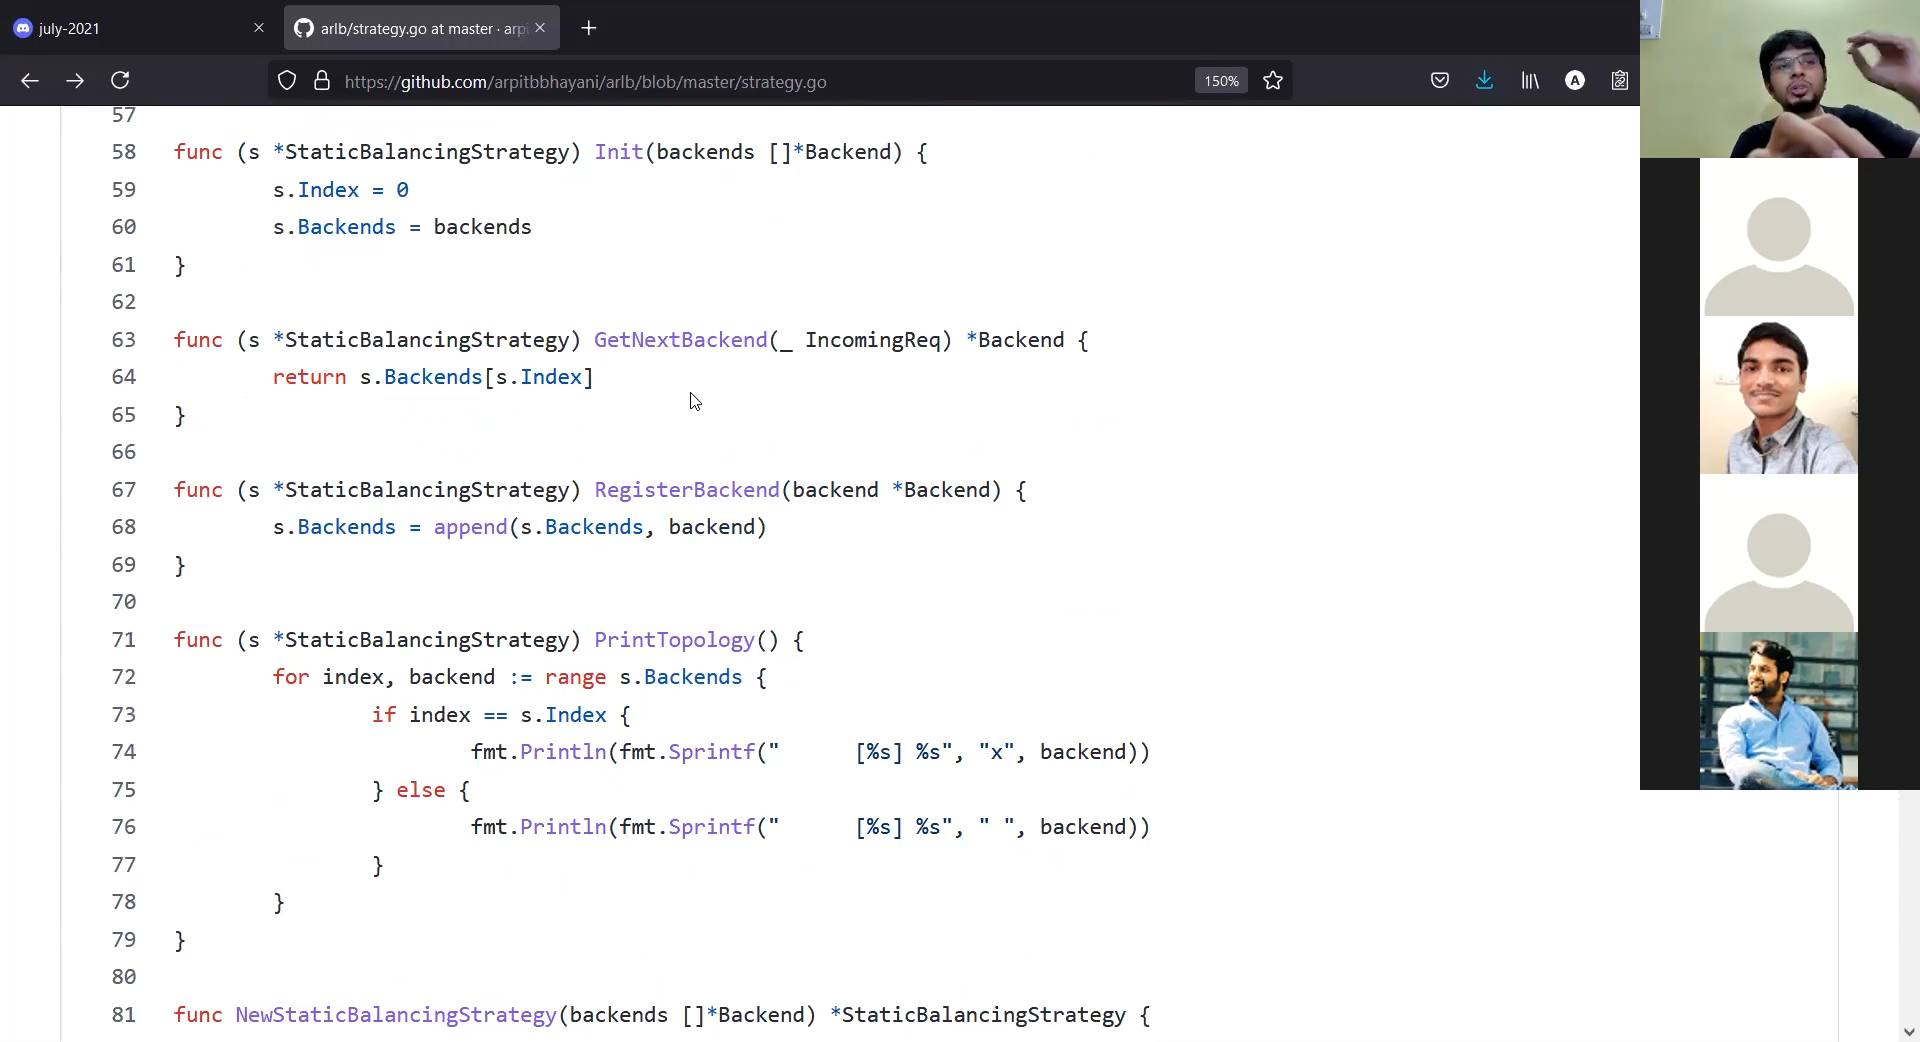 july-2021
arlb/strategy.go at master · arp
https://github.com/arpitbbhayani/arlb/blob/master/strategy.go
150%
A
57
58 func (s *StaticBalancingStrategy) Init(backends []*Backend) {
59 s.Index = 0
60 s.Backends = backends
61 }
62
63 func (s *StaticBalancingStrategy) GetNextBackend(_ IncomingReq) *Backend {
64 return s.Backends[s.Index]
65 }
66
67 func (s *StaticBalancingStrategy) RegisterBackend(backend *Backend) {
68 s.Backends = append(s.Backends, backend)
69 }
70
71 func (s *StaticBalancingStrategy) PrintTopology() {
72 for index, backend := range s.Backends {
73 if index == s.Index {
74 fmt.Println(fmt.Sprintf("      [%s] %s", "x", backend))
75 } else {
76 fmt.Println(fmt.Sprintf("      [%s] %s", " ", backend))
77 }
78 }
79 }
80
81 func NewStaticBalancingStrategy(backends []*Backend) *StaticBalancingStrategy {